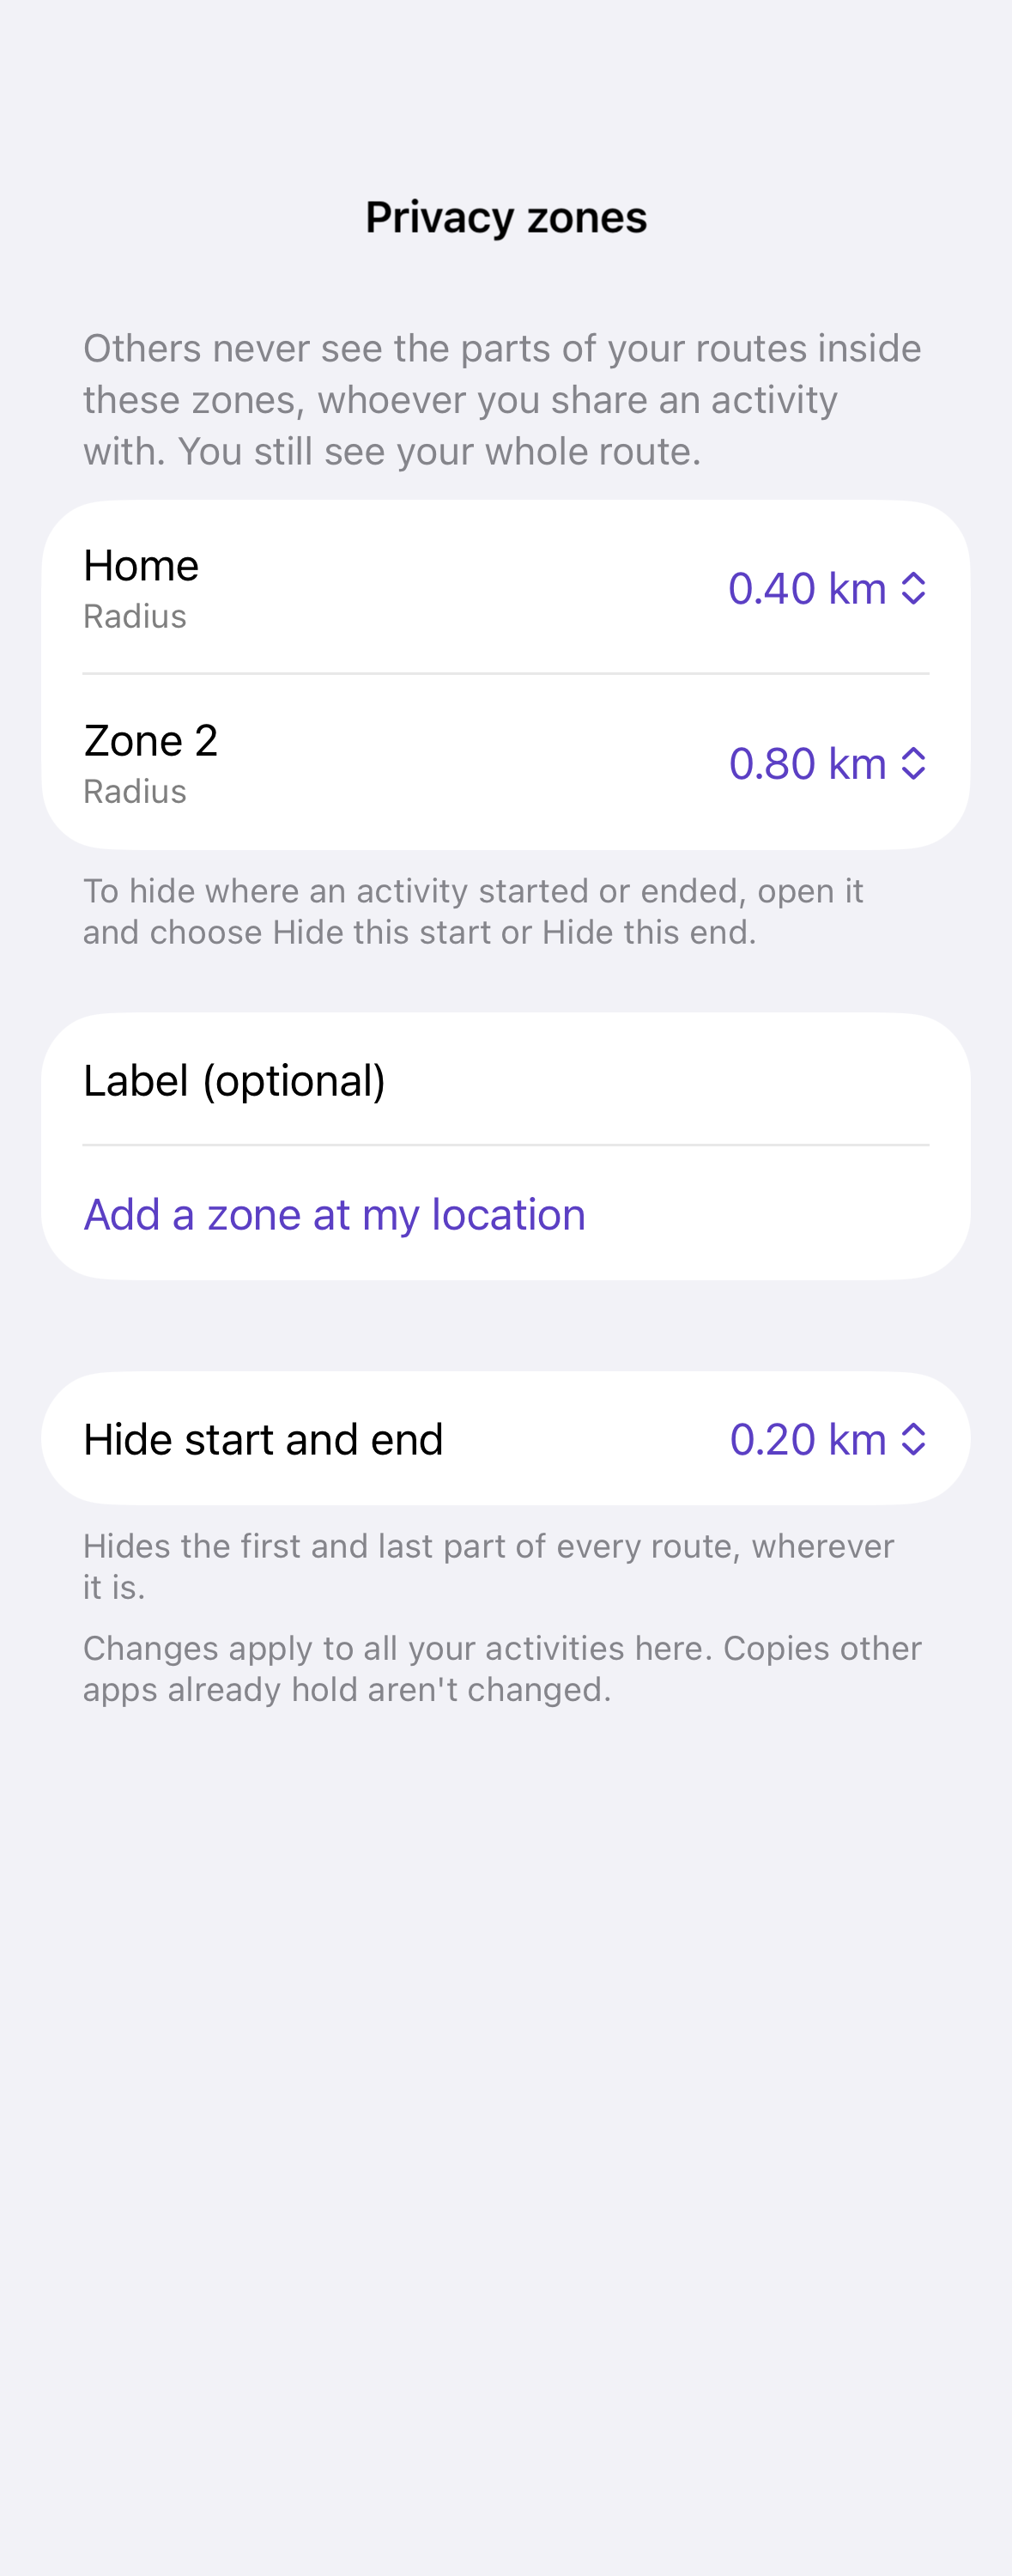 Privacy zones
Others never see the parts of your routes inside
these zones, whoever you share an activity
with. You still see your whole route.
Home
Radius
0.40 km
Zone 2
Radius
0.80 km
To hide where an activity started or ended, open it
and choose Hide this start or Hide this end.
Label (optional)
Add a zone at my location
Hide start and end
0.20 km
Hides the first and last part of every route, wherever
it is.
Changes apply to all your activities here. Copies other
apps already hold aren't changed.